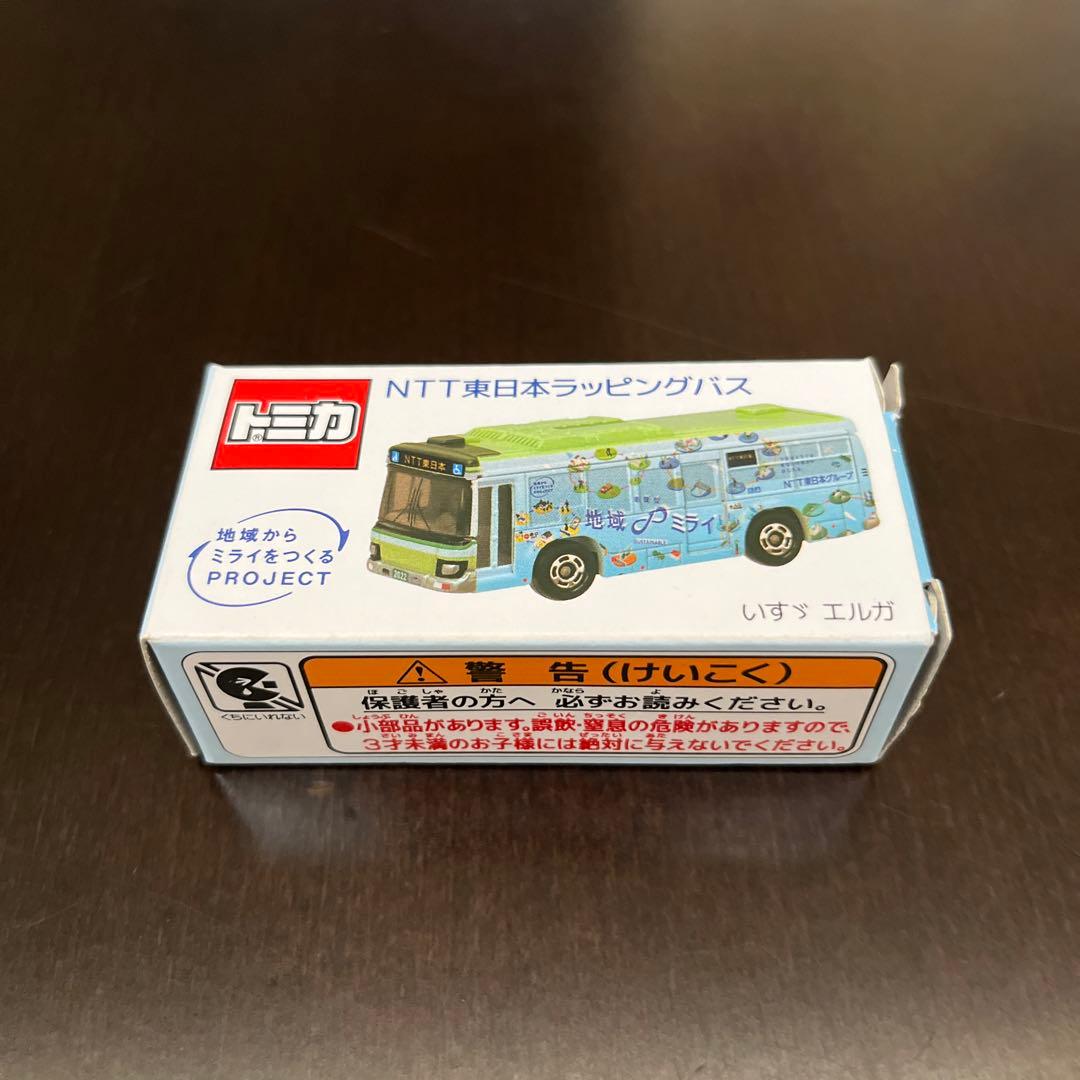 トミカ®
NTT東日本ラッピングバス
地域から
ミライをつくる
PROJECT
NTT東日本
2022
地域
ミライ
SUSTAINABLE
NTT東日本グループ
いすゞ エルガ
くちにいれない
警 告(けいこく)
保護者の方へ 必ずお読みください。
●小部品があります。誤飲・窒息の危険がありますので、
3才未満のお子様には絶対に与えないでください。